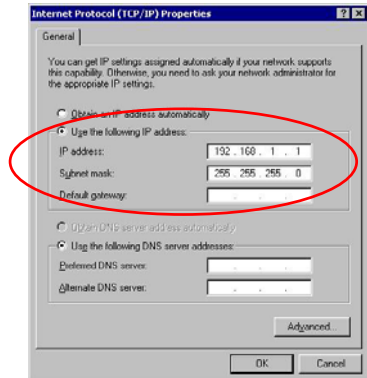 Internet Protocol (TCP/IP) Properties
General
You can get IP settings assigned automatically if your network supports
this capability. Otherwise, you need to ask your network administrator for
the appropriate IP settings.
Obtain an IP address automatically
Use the following IP address:
IP address: 192 . 168 . 1 . 1
Subnet mask: 255 . 255 . 255 . 0
Default gateway: . . .
Obtain DNS server address automatically
Use the following DNS server addresses:
Preferred DNS server: . . .
Alternate DNS server: . . .
Advanced...
OK Cancel